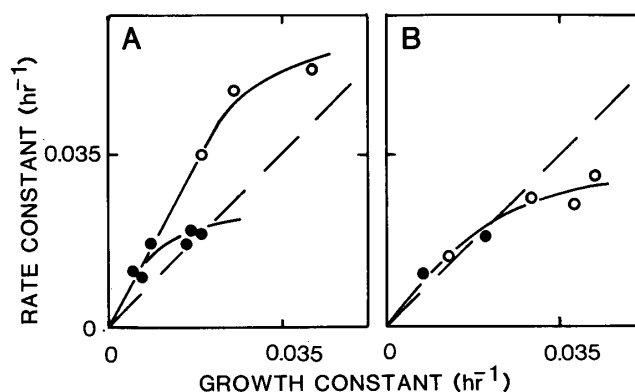 A
B
RATE CONSTANT (hr⁻¹)
0.035
0
0
0.035
0
0.035
GROWTH CONSTANT (hr⁻¹)